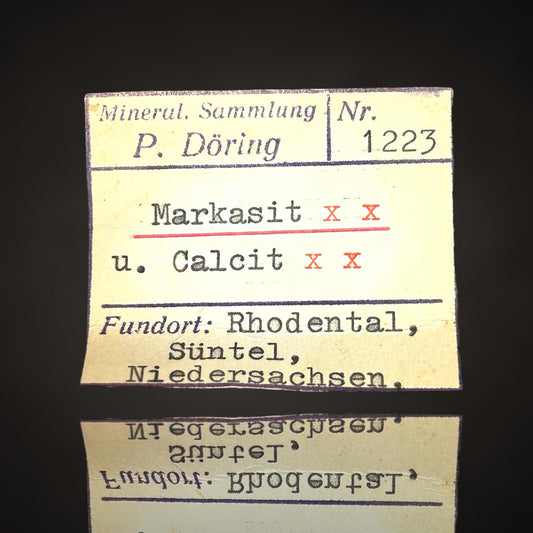 Mineral. Sammlung Nr.
P. Döring 1223
Markasit x x
u. Calcit x x
Fundort: Rhodental,
Süntel,
Niedersachsen.